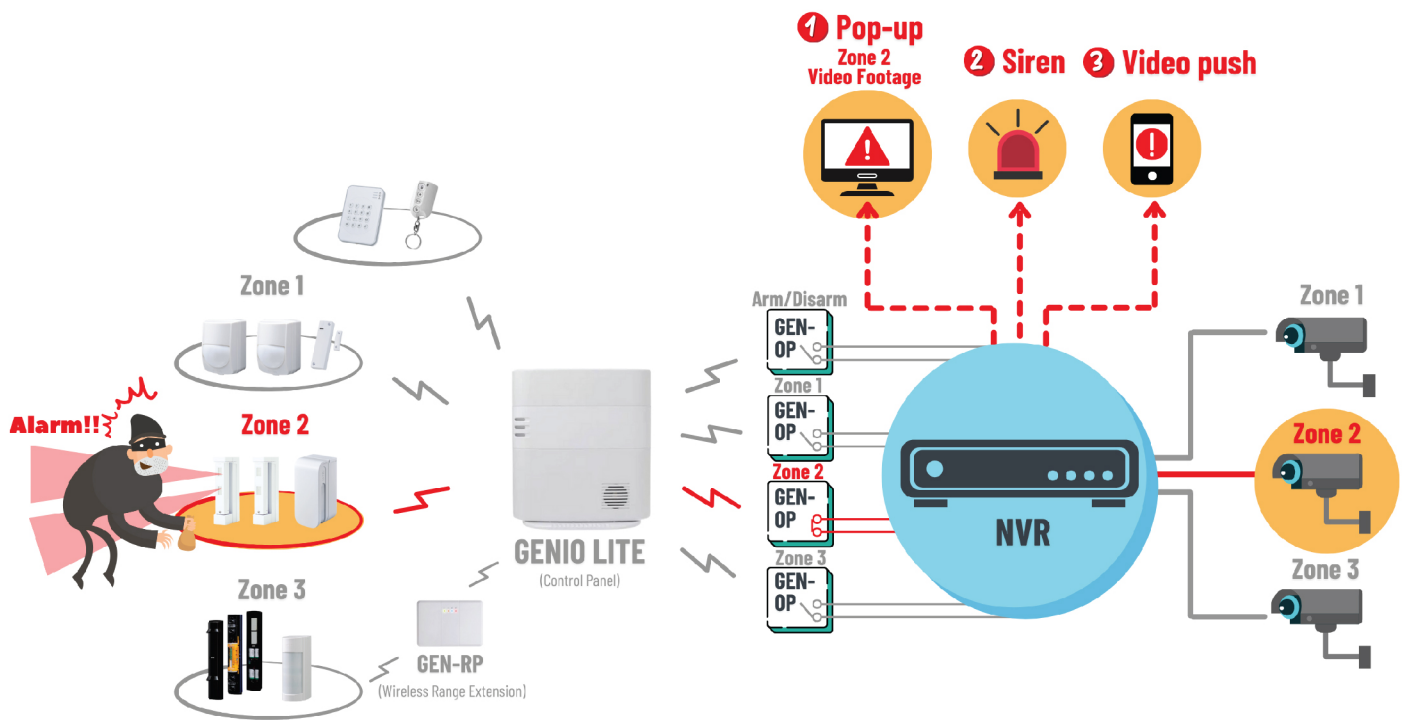 1 Pop-up
Zone 2
Video Footage
2 Siren
3 Video push
Zone 1
Alarm!!
Zone 2
Zone 3
GENIO LITE
(Control Panel)
GEN-RP
(Wireless Range Extension)
Arm/Disarm
GEN-
OP
Zone 1
GEN-
OP
Zone 2
GEN-
OP
Zone 3
GEN-
OP
NVR
Zone 1
Zone 2
Zone 3